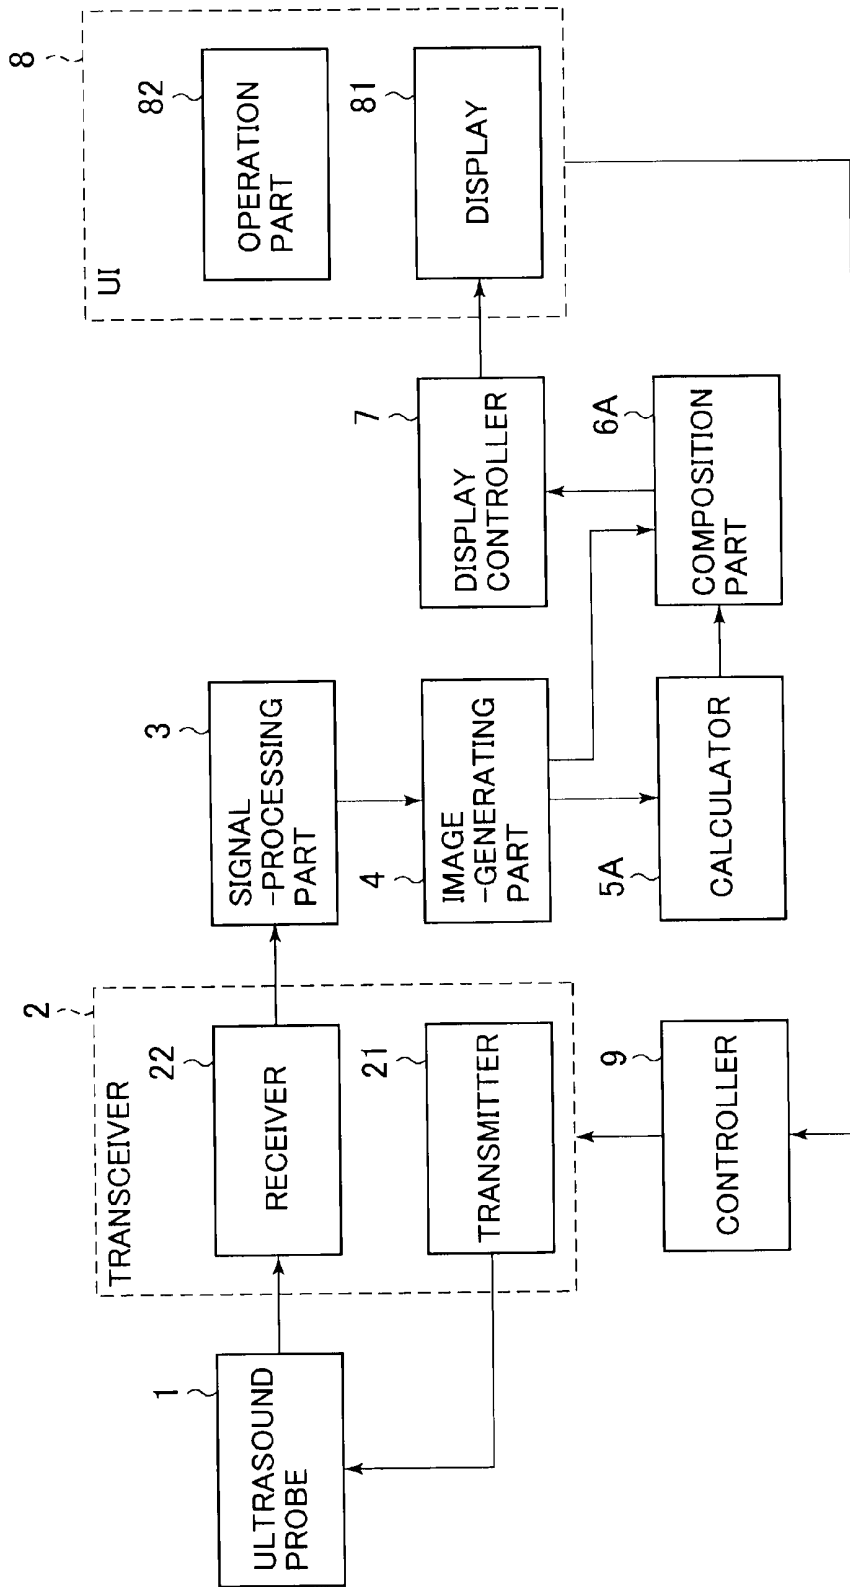 1
ULTRASOUND
PROBE
TRANSCEIVER
2
22
RECEIVER
21
TRANSMITTER
9
CONTROLLER
3
SIGNAL
-PROCESSING
PART
4
IMAGE
-GENERATING
PART
5A
CALCULATOR
6A
COMPOSITION
PART
7
DISPLAY
CONTROLLER
UI
8
82
OPERATION
PART
81
DISPLAY